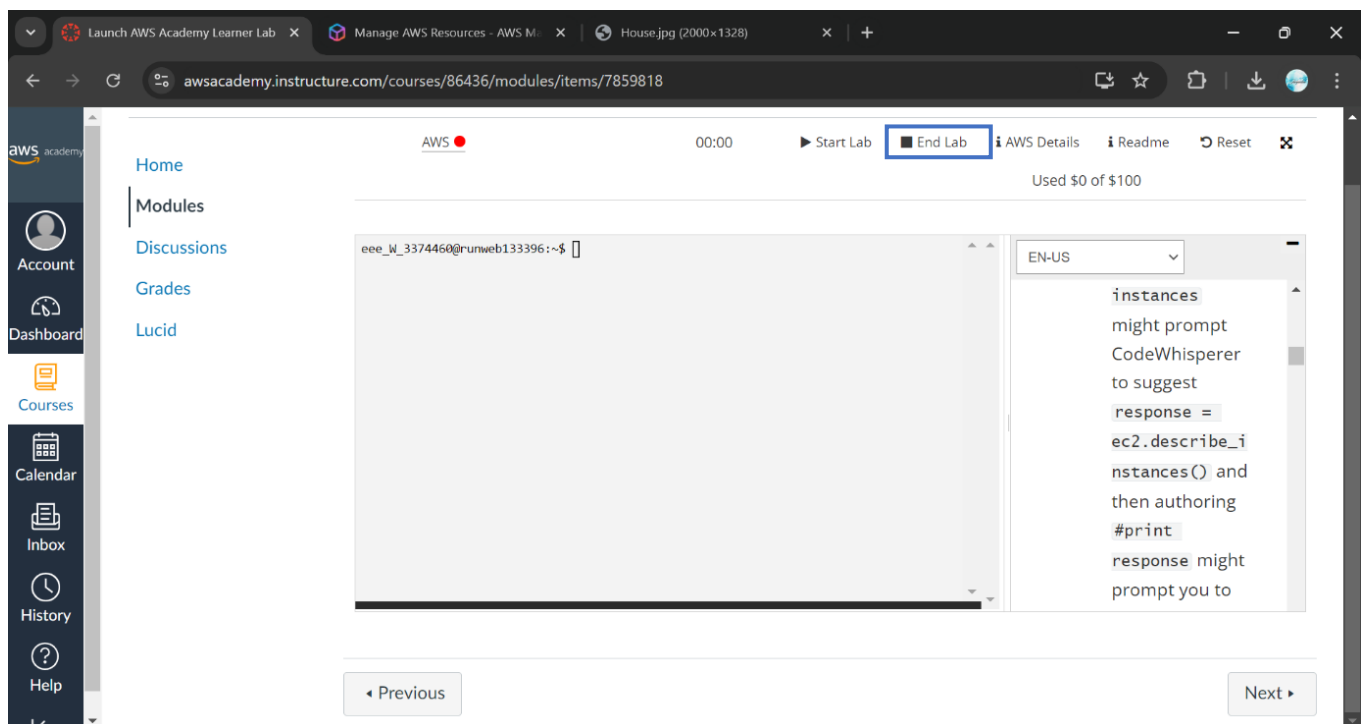 Launch AWS Academy Learner Lab
Manage AWS Resources - AWS M
House.jpg (2000×1328)
awsacademy.instructure.com/courses/86436/modules/items/7859818
aws academy
Account
Dashboard
Courses
Calendar
Inbox
History
Help
Home
Modules
Discussions
Grades
Lucid
AWS
00:00
Start Lab
End Lab
AWS Details
Readme
Reset
Used $0 of $100
eee_W_3374460@runweb133396:~$
EN-US
instances
might prompt
CodeWhisperer
to suggest
response =
ec2.describe_i
nstances() and
then authoring
#print
response might
prompt you to
Previous
Next